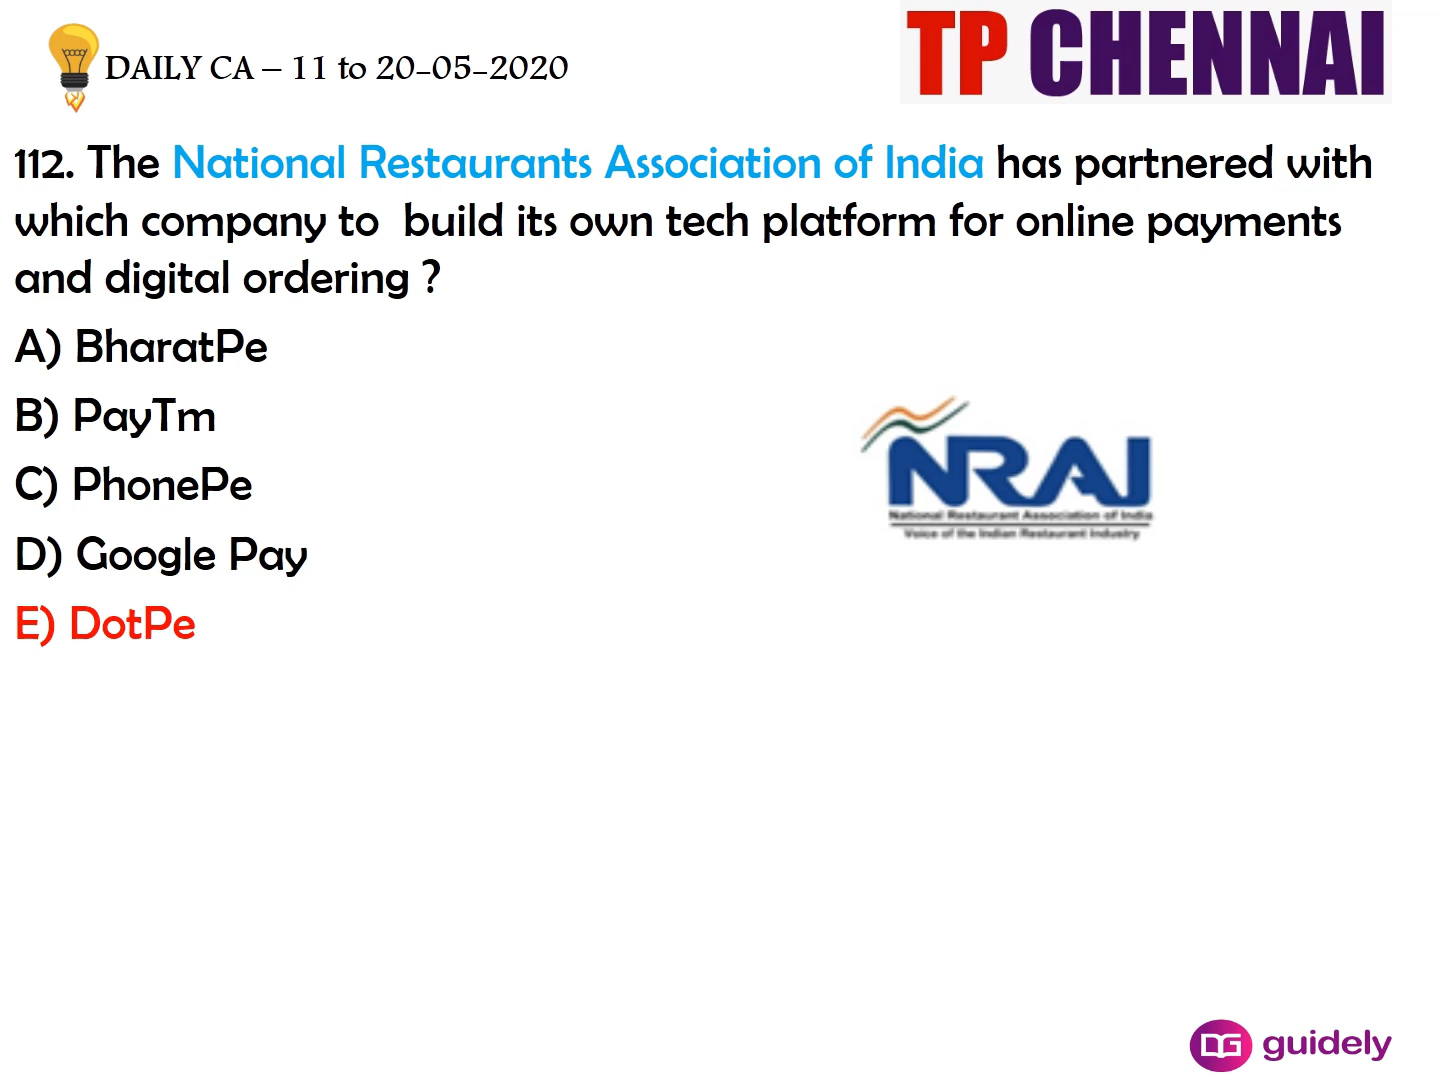 DAILY CA – 11 to 20-05-2020
TP CHENNAI
112. The National Restaurants Association of India has partnered with
which company to build its own tech platform for online payments
and digital ordering ?
A) BharatPe
B) PayTm
C) PhonePe
D) Google Pay
E) DotPe
NRAI
National Restaurant Association of India
Voice of the Indian Restaurant Industry
guidely